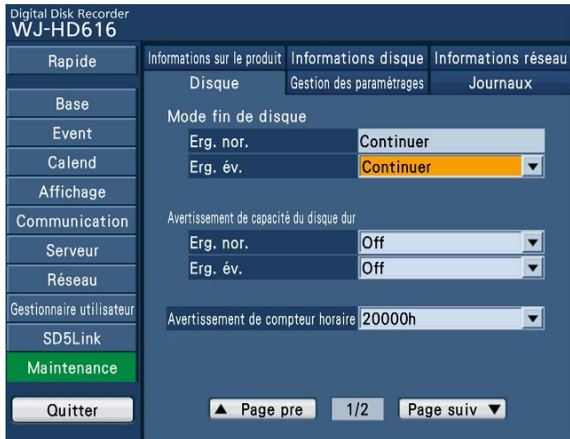 Digital Disk Recorder
WJ-HD616
Rapide
Base
Event
Calend
Affichage
Communication
Serveur
Réseau
Gestionnaire utilisateur
SD5Link
Maintenance
Quitter
Informations sur le produit Informations disque Informations réseau
Disque Gestion des paramétrages Journaux
Mode fin de disque
Erg. nor. Continuer
Erg. év. Continuer
Avertissement de capacité du disque dur
Erg. nor. Off
Erg. év. Off
Avertissement de compteur horaire 20000h
▲ Page pre 1/2 Page suiv ▼